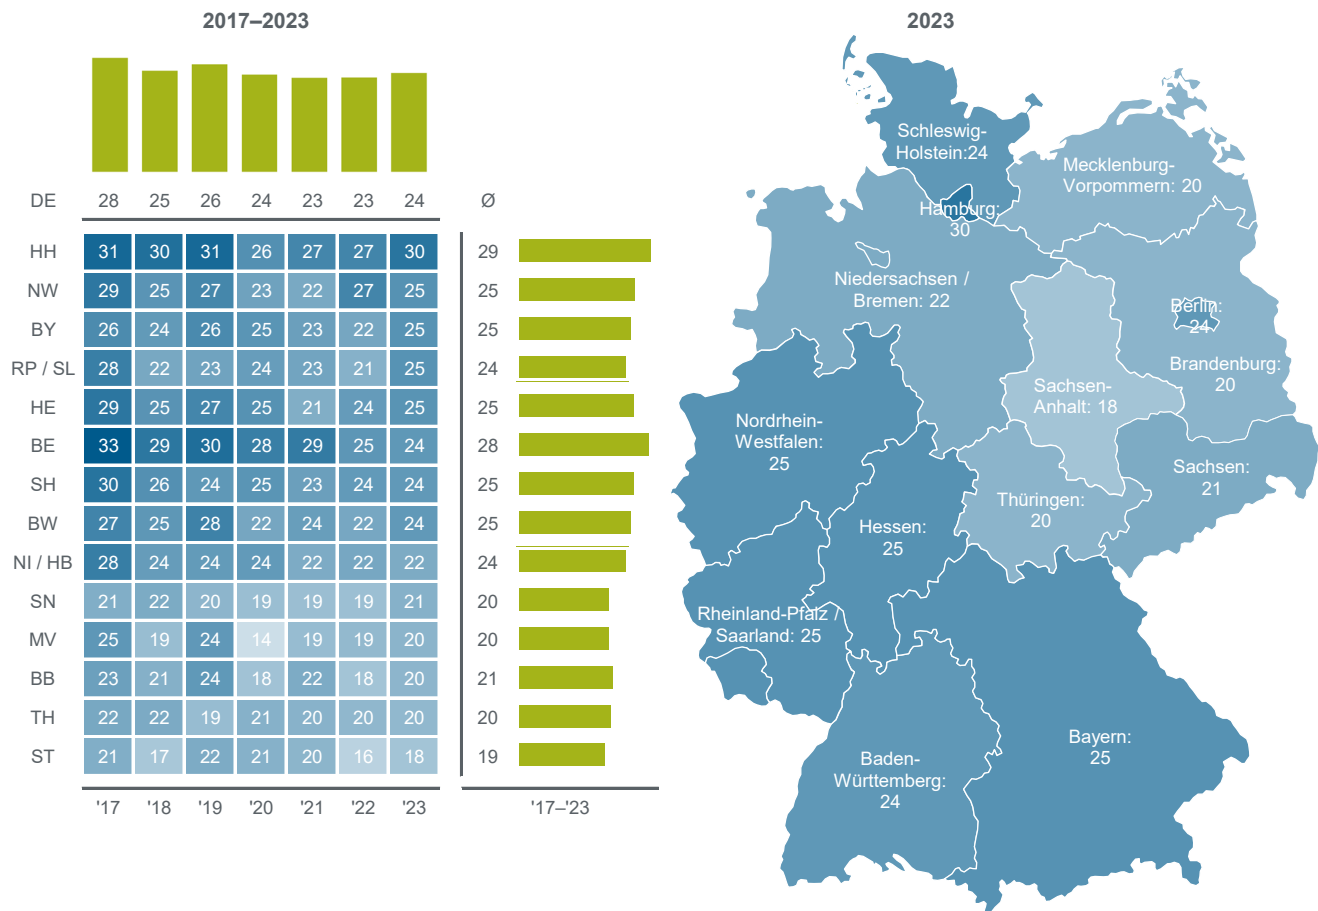 2017–2023
DE 28 25 26 24 23 23 24 Ø
HH 31 30 31 26 27 27 30 29
NW 29 25 27 23 22 27 25 25
BY 26 24 26 25 23 22 25 25
RP / SL 28 22 23 24 23 21 25 24
HE 29 25 27 25 21 24 25 25
BE 33 29 30 28 29 25 24 28
SH 30 26 24 25 23 24 24 25
BW 27 25 28 22 24 22 24 25
NI / HB 28 24 24 24 22 22 22 24
SN 21 22 20 19 19 19 21 20
MV 25 19 24 14 19 19 20 20
BB 23 21 24 18 22 18 20 21
TH 22 22 19 21 20 20 20 20
ST 21 17 22 21 20 16 18 19
'17 '18 '19 '20 '21 '22 '23 '17–'23
2023
Schleswig-
Holstein:24
Mecklenburg-
Vorpommern: 20
Hamburg:
30
Niedersachsen /
Bremen: 22
Berlin:
24
Brandenburg:
20
Sachsen-
Anhalt: 18
Nordrhein-
Westfalen:
25
Sachsen:
21
Thüringen:
20
Hessen:
25
Rheinland-Pfalz /
Saarland: 25
Bayern:
25
Baden-
Württemberg:
24